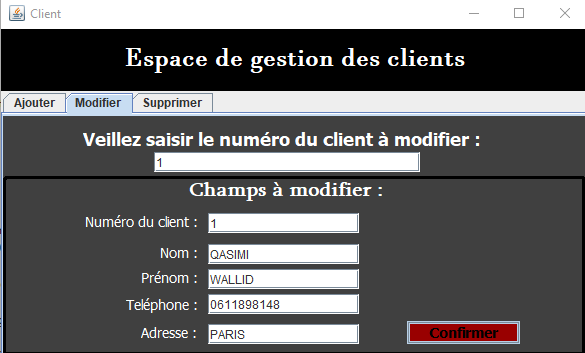 Client
Espace de gestion des clients
Ajouter Modifier Supprimer
Veillez saisir le numéro du client à modifier :
1
Champs à modifier :
Numéro du client : 1
Nom : QASIMI
Prénom : WALLID
Teléphone : 0611898148
Adresse : PARIS Confirmer